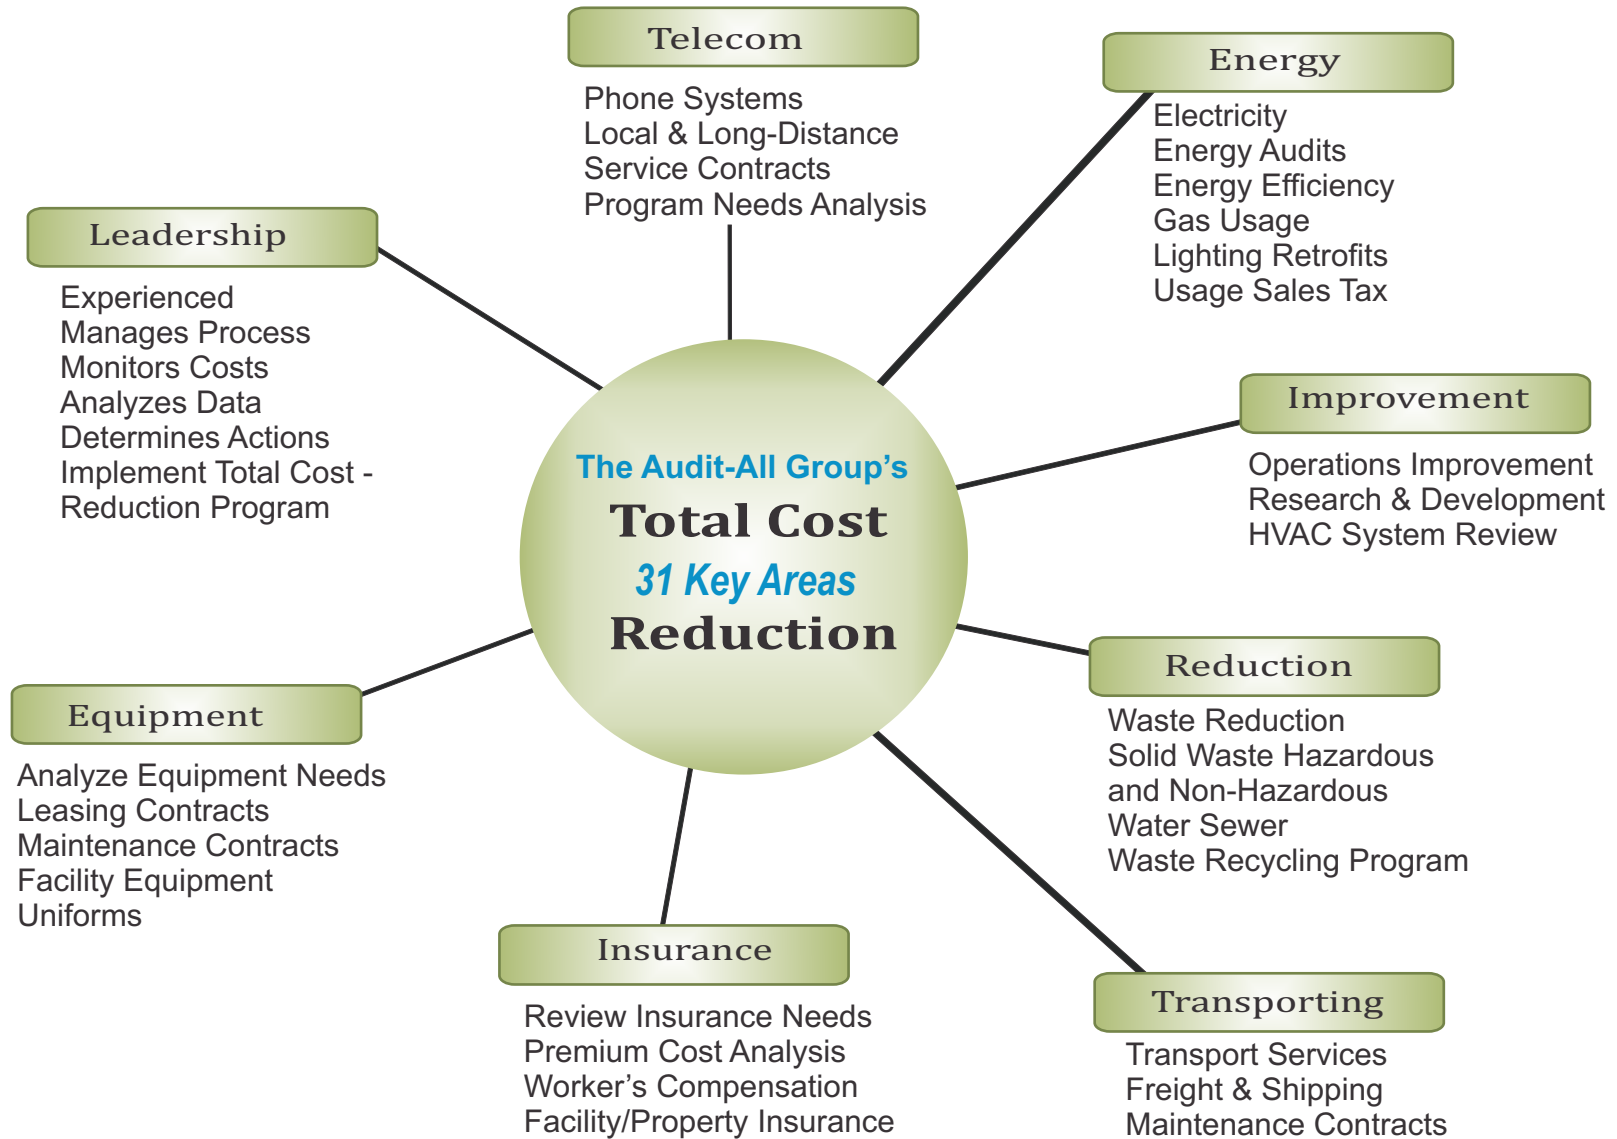 Telecom
Phone Systems
Local & Long-Distance
Service Contracts
Program Needs Analysis
Energy
Electricity
Energy Audits
Energy Efficiency
Gas Usage
Lighting Retrofits
Usage Sales Tax
Leadership
Experienced
Manages Process
Monitors Costs
Analyzes Data
Determines Actions
Implement Total Cost -
Reduction Program
The Audit-All Group’s
Total Cost
31 Key Areas
Reduction
Improvement
Operations Improvement
Research & Development
HVAC System Review
Reduction
Waste Reduction
Solid Waste Hazardous
and Non-Hazardous
Water Sewer
Waste Recycling Program
Equipment
Analyze Equipment Needs
Leasing Contracts
Maintenance Contracts
Facility Equipment
Uniforms
Insurance
Review Insurance Needs
Premium Cost Analysis
Worker’s Compensation
Facility/Property Insurance
Transporting
Transport Services
Freight & Shipping
Maintenance Contracts